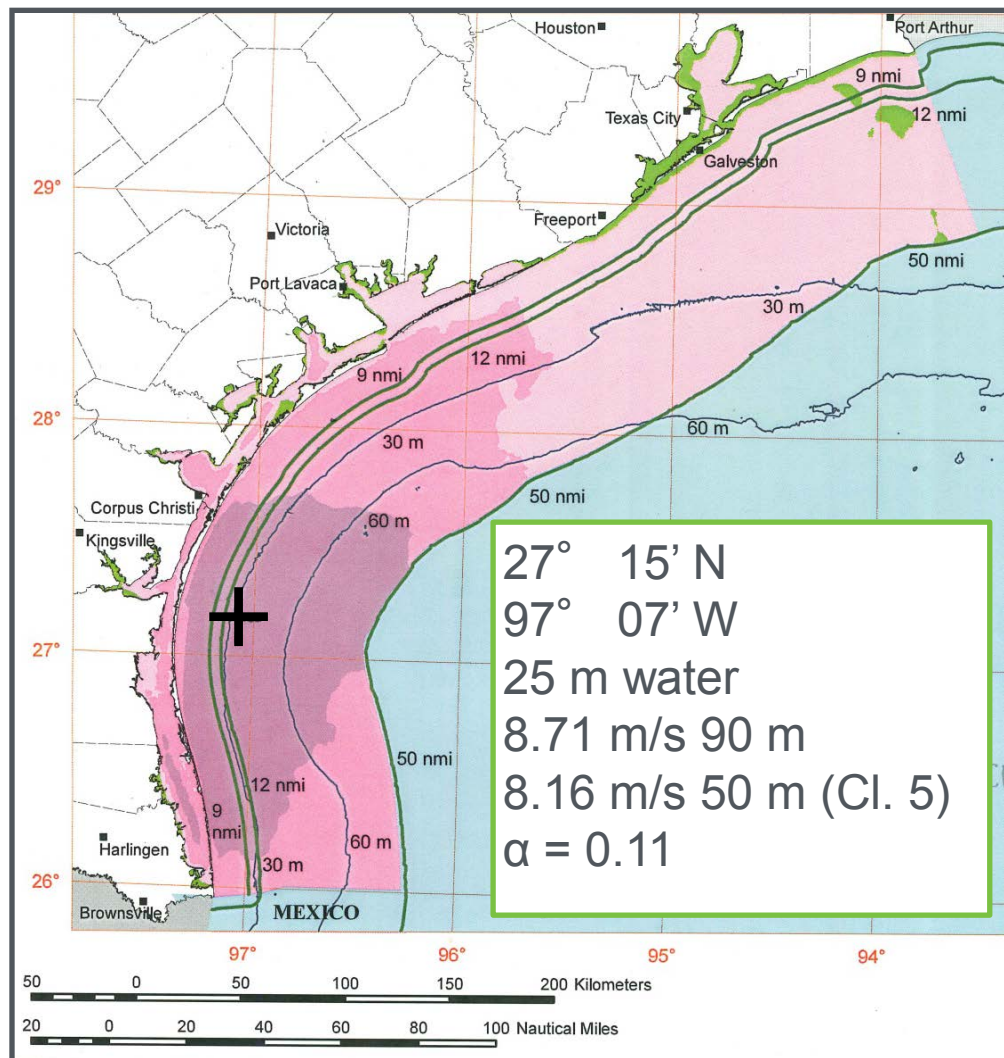 Houston
Port Arthur
9 nmi
12 nmi
Texas City
Galveston
29°
Freeport
Victoria
50 nmi
Port Lavaca
30 m
12 nmi
9 nmi
28°
30 m
60 m
50 nmi
Corpus Christi
60 m
Kingsville
27°
27° 15’ N
97° 07’ W
25 m water
8.71 m/s 90 m
8.16 m/s 50 m (Cl. 5)
α = 0.11
50 nmi
12 nmi
9
nmi
60 m
Harlingen
30 m
26°
Brownsville
MEXICO
97°
96°
95°
94°
50 0 50 100 150 200 Kilometers
20 0 20 40 60 80 100 Nautical Miles